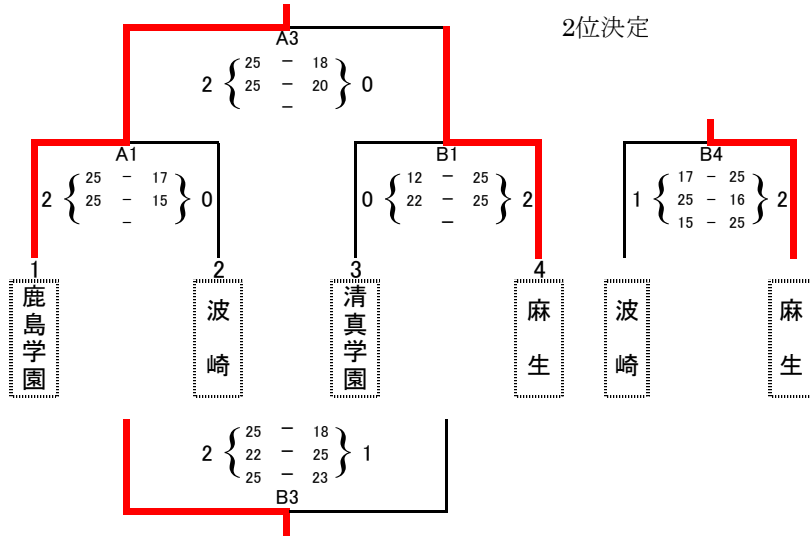 2位決定
A3
25 － 18
2 { 25 － 20 } 0
－
A1
25 － 17
2 { 25 － 15 } 0
－
B1
12 － 25
0 { 22 － 25 } 2
－
B4
17 － 25
1 { 25 － 16 } 2
15 － 25
1
鹿島学園
2
波崎
3
清真学園
4
麻生
波崎
麻生
25 － 18
2 { 22 － 25 } 1
25 － 23
B3